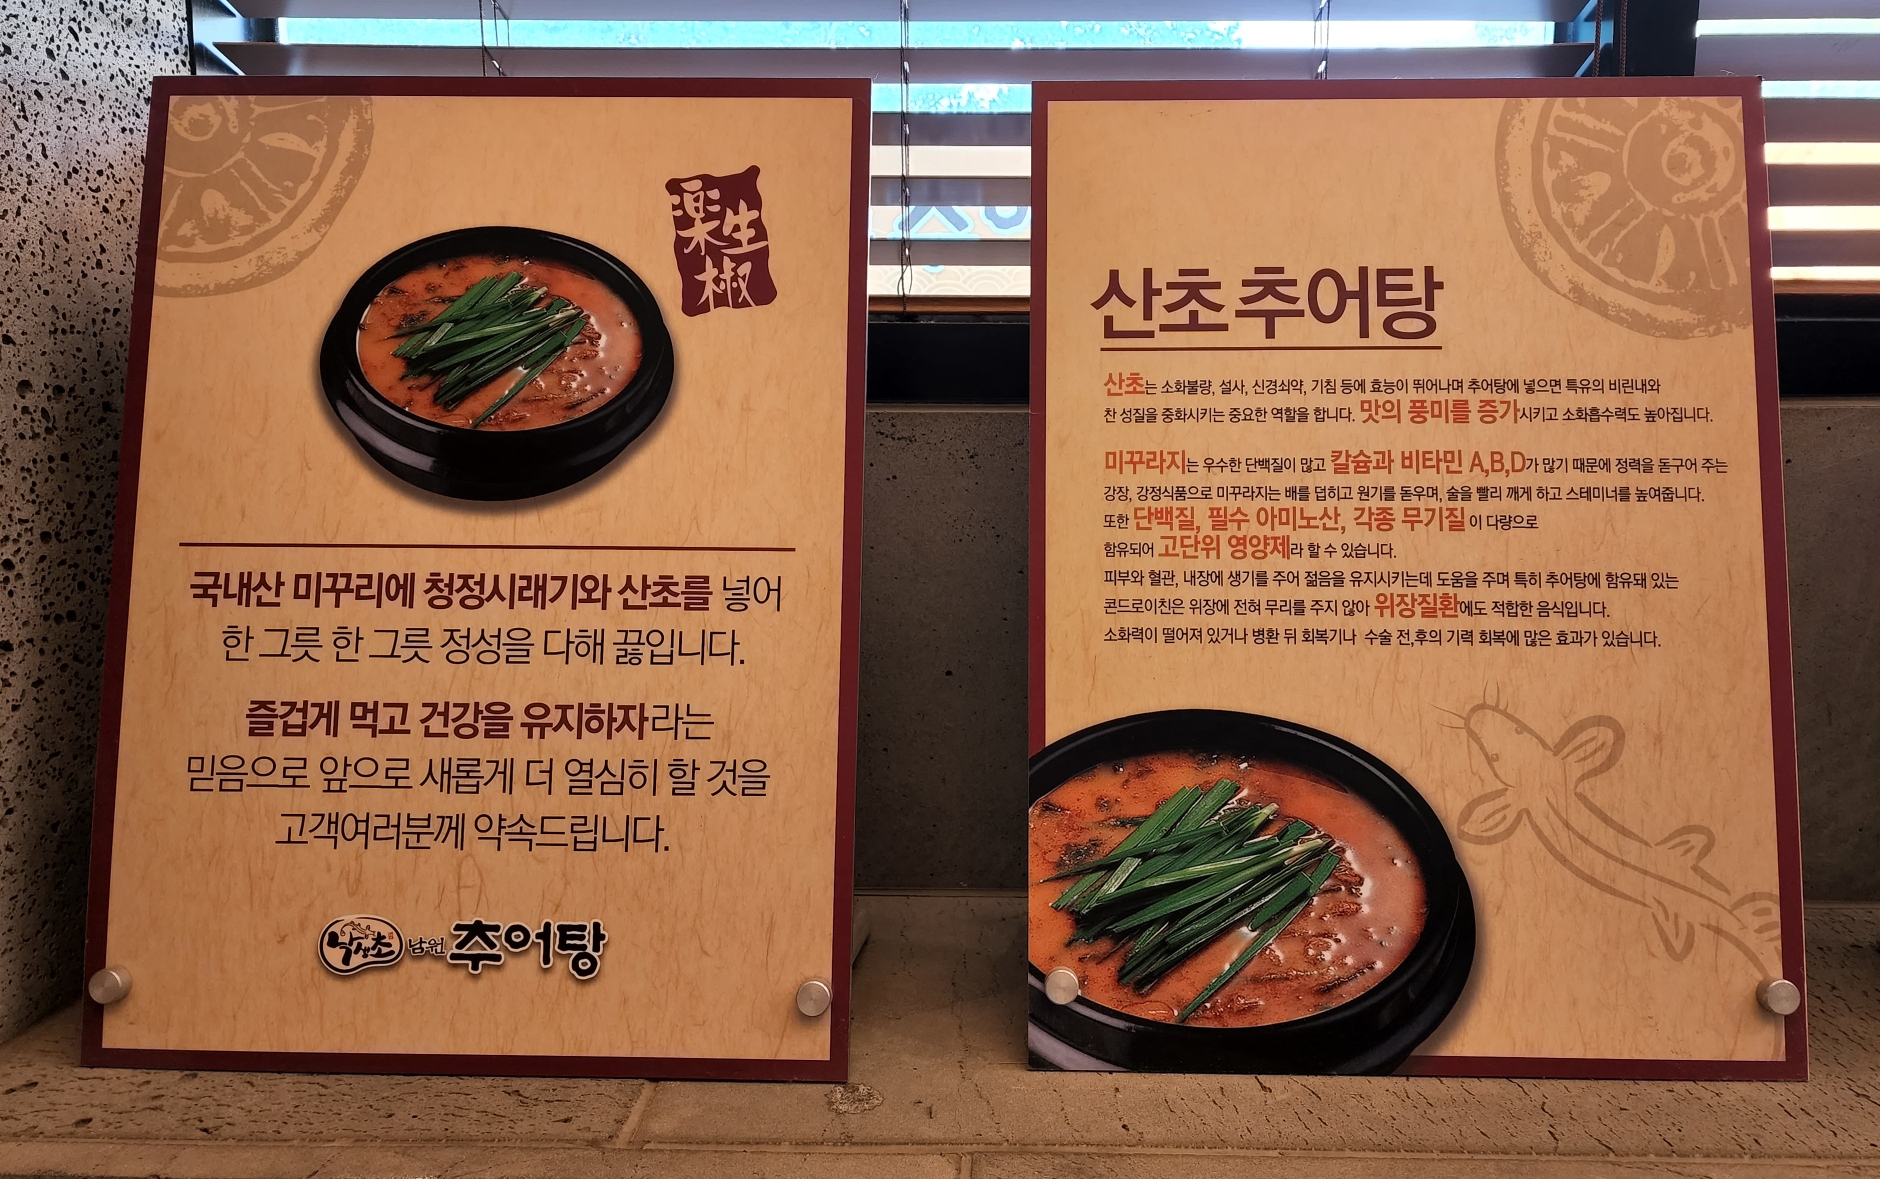 楽生
椒
국내산 미꾸리에 청정시래기와 산초를 넣어
한 그릇 한 그릇 정성을 다해 끓입니다.
즐겁게 먹고 건강을 유지하자라는
믿음으로 앞으로 새롭게 더 열심히 할 것을
고객여러분께 약속드립니다.
낙생초 남원 추어탕
산초 추어탕
산초는 소화불량, 설사, 신경쇠약, 기침 등에 효능이 뛰어나며 추어탕에 넣으면 특유의 비린내와
찬 성질을 중화시키는 중요한 역할을 합니다. 맛의 풍미를 증가시키고 소화흡수력도 높아집니다.
미꾸라지는 우수한 단백질이 많고 칼슘과 비타민 A,B,D가 많기 때문에 정력을 돋구어 주는
강장, 강정식품으로 미꾸라지는 배를 덥히고 원기를 돋우며, 술을 빨리 깨게 하고 스테미너를 높여줍니다.
또한 단백질, 필수 아미노산, 각종 무기질 이 다량으로
함유되어 고단위 영양제라 할 수 있습니다.
피부와 혈관, 내장에 생기를 주어 젊음을 유지시키는데 도움을 주며 특히 추어탕에 함유돼 있는
콘드로이친은 위장에 전혀 무리를 주지 않아 위장질환에도 적합한 음식입니다.
소화력이 떨어져 있거나 병환 뒤 회복기나 수술 전,후의 기력 회복에 많은 효과가 있습니다.